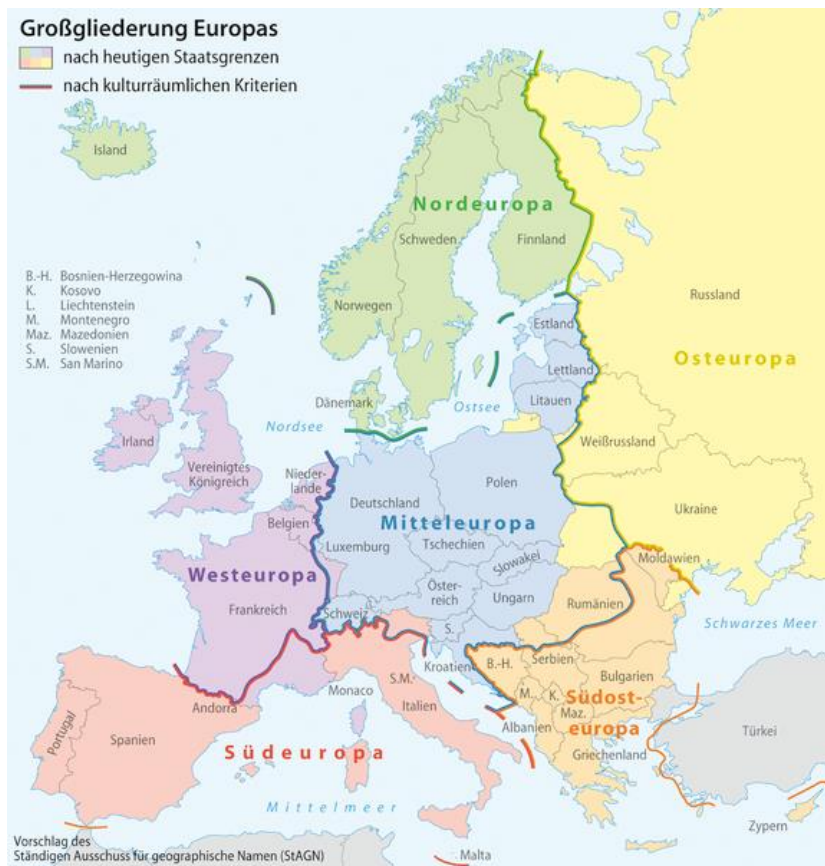 Großgliederung Europas
nach heutigen Staatsgrenzen
nach kulturräumlichen Kriterien
Island
Nordeuropa
Schweden
Finnland
Norwegen
B.-H. Bosnien-Herzegowina
K. Kosovo
L. Liechtenstein
M. Montenegro
Maz. Mazedonien
S. Slowenien
S.M. San Marino
Russland
Estland
Osteuropa
Lettland
Dänemark
Ostsee
Litauen
Nordsee
Irland
Weißrussland
Vereinigtes
Königreich
Nieder-
lande
Deutschland
Polen
Ukraine
Belgien
Mitteleuropa
Luxemburg
Tschechien
Moldawien
Westeuropa
Slowakei
Öster-
reich
Frankreich
Schweiz
Ungarn
Rumänien
S.
Schwarzes Meer
Kroatien
B.-H.
Serbien
S.M.
Bulgarien
Monaco
M.
K.
Andorra
Italien
Maz.
Südost-
europa
Portugal
Spanien
Albanien
Türkei
Südeuropa
Griechenland
Mittelmeer
Zypern
Malta
Vorschlag des
Ständigen Ausschuss für geographische Namen (StAGN)